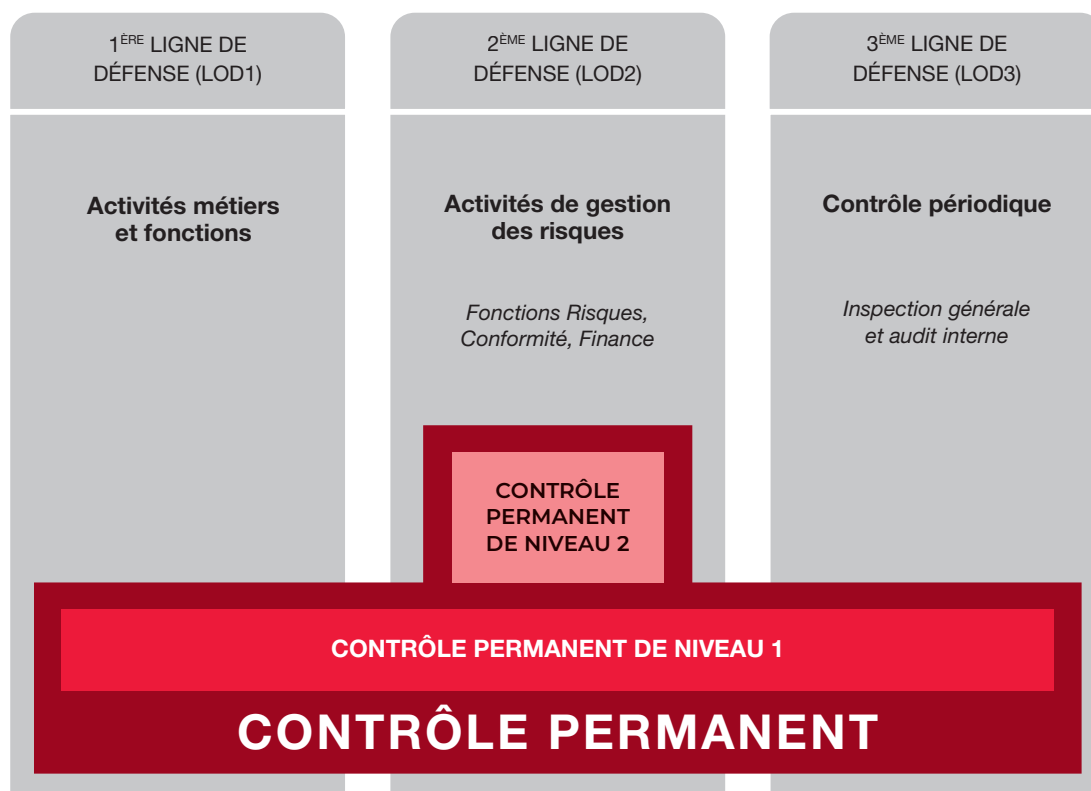 1ÈRE LIGNE DE
DÉFENSE (LOD1)
2ÈME LIGNE DE
DÉFENSE (LOD2)
3ÈME LIGNE DE
DÉFENSE (LOD3)
Activités métiers
et fonctions
Activités de gestion
des risques
Contrôle périodique
Fonctions Risques,
Conformité, Finance
Inspection générale
et audit interne
CONTRÔLE
PERMANENT
DE NIVEAU 2
CONTRÔLE PERMANENT DE NIVEAU 1
CONTRÔLE PERMANENT